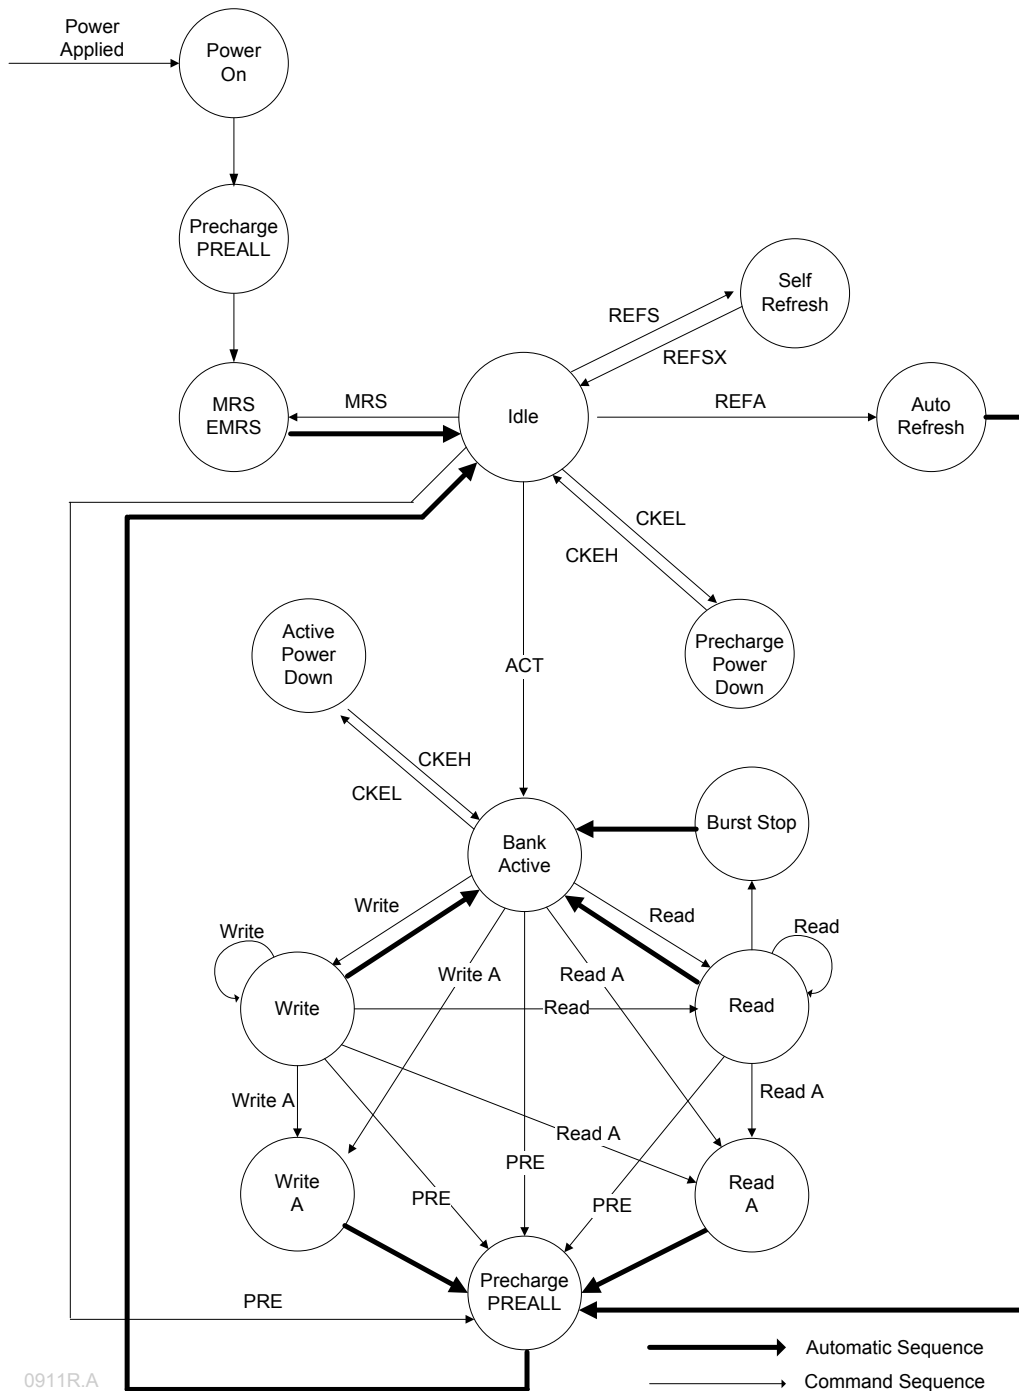 Power
Applied
Power
On
Precharge
PREALL
Self
Refresh
REFS
REFSX
MRS
EMRS
MRS
Idle
REFA
Auto
Refresh
CKEL
CKEH
Active
Power
Down
ACT
Precharge
Power
Down
CKEH
CKEL
Burst Stop
Bank
Active
Write
Read
Write
Read
Write A
Read A
Write
Read
Read
Write A
Read A
Read A
Write
A
PRE
Read
A
PRE
PRE
Precharge
PREALL
PRE
Automatic Sequence
Command Sequence
0911R.A